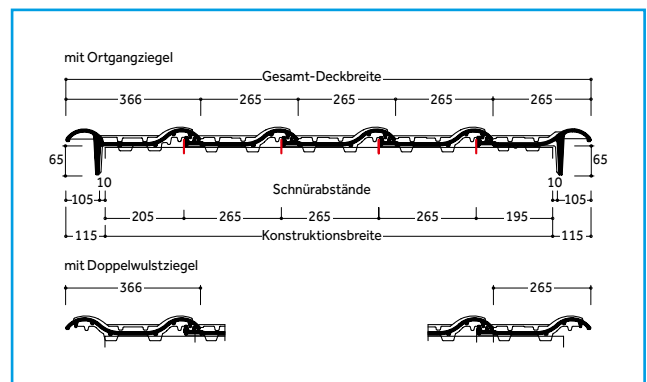 mit Ortgangziegel
Gesamt-Deckbreite
366 265 265 265 265
65 65
10 Schnürabstände 10
105 105
205 265 265 265 195
115 Konstruktionsbreite 115
mit Doppelwulstziegel
366 265